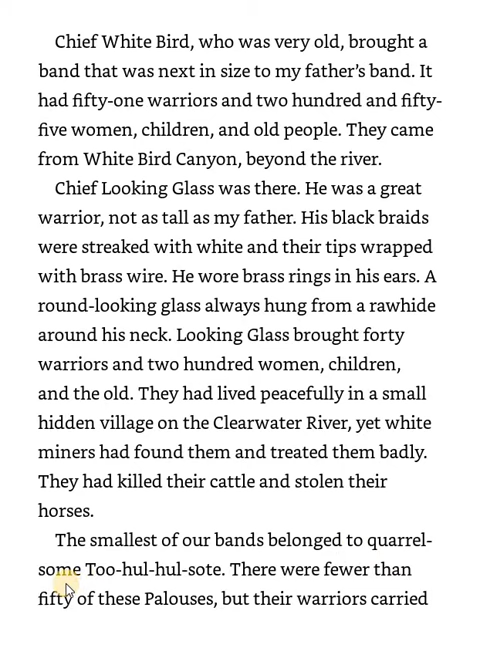 Chief White Bird, who was very old, brought a
band that was next in size to my father’s band. It
had fifty-one warriors and two hundred and fifty-
five women, children, and old people. They came
from White Bird Canyon, beyond the river.
Chief Looking Glass was there. He was a great
warrior, not as tall as my father. His black braids
were streaked with white and their tips wrapped
with brass wire. He wore brass rings in his ears. A
round-looking glass always hung from a rawhide
around his neck. Looking Glass brought forty
warriors and two hundred women, children,
and the old. They had lived peacefully in a small
hidden village on the Clearwater River, yet white
miners had found them and treated them badly.
They had killed their cattle and stolen their
horses.
The smallest of our bands belonged to quarrel-
some Too-hul-hul-sote. There were fewer than
fifty of these Palouses, but their warriors carried